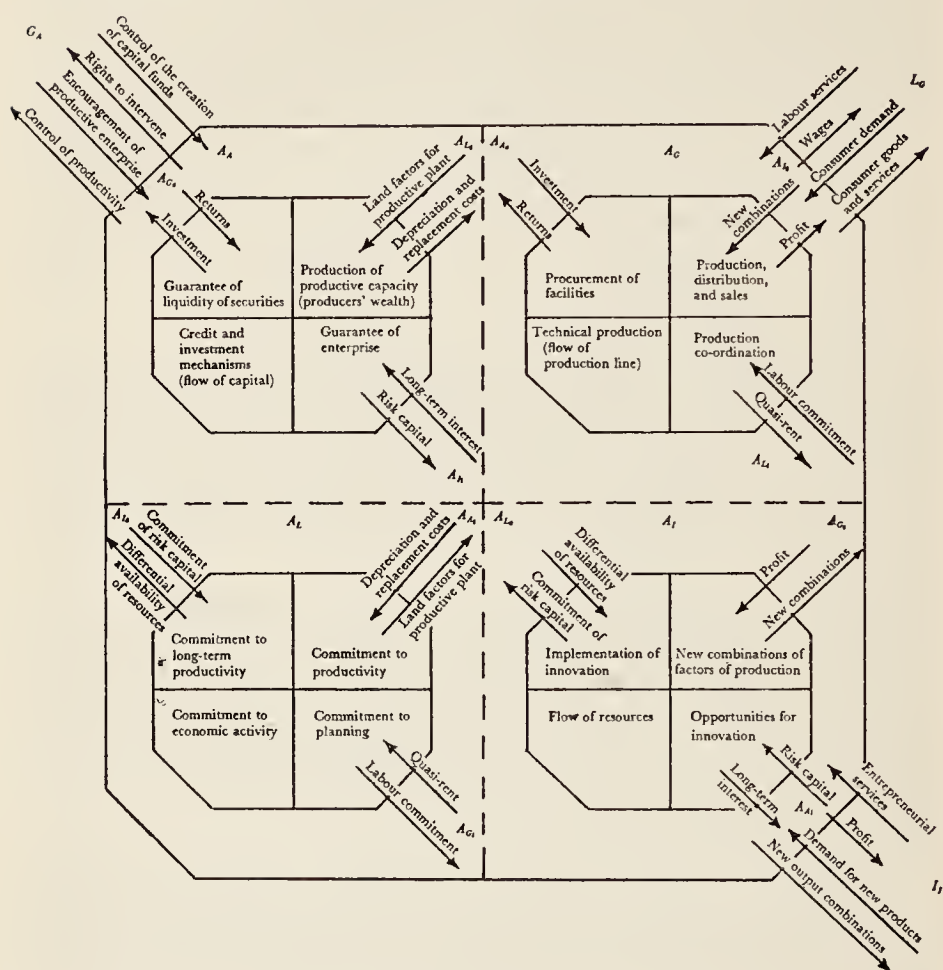 G_A
Control of the creation
of capital funds
Rights to intervene
Encouragement of
productive enterprise
Control of productivity
A_A
A_Ga
Returns
Investment
Guarantee of
liquidity of securities
Land factors for
productive plant
Depreciation and
replacement costs
Production of
productive capacity
(producers' wealth)
Credit and
investment
mechanisms
(flow of capital)
Guarantee of
enterprise
Long-term interest
Risk capital
A_G
Investment
Returns
Labour services
Wages
L_G
Consumer demand
Consumer goods
and services
New
combinations
Profit
Procurement of
facilities
Production,
distribution,
and sales
Technical production
(flow of
production line)
Production
co-ordination
Labour commitment
Quasi-rent
A_L
Commitment
of risk capital
Differential
availability
of resources
Depreciation and
replacement costs
Land factors for
productive plant
Commitment to
long-term
productivity
Commitment to
productivity
Commitment to
economic activity
Commitment to
planning
Quasi-rent
Labour commitment
A_I
Differential
availability
of resources
Commitment of
risk capital
Profit
New combinations
Implementation of
innovation
New combinations of
factors of production
Flow of resources
Opportunities for
innovation
Risk capital
Long-term
interest
Entrepreneurial
services
Profit
Demand for new products
New output combinations